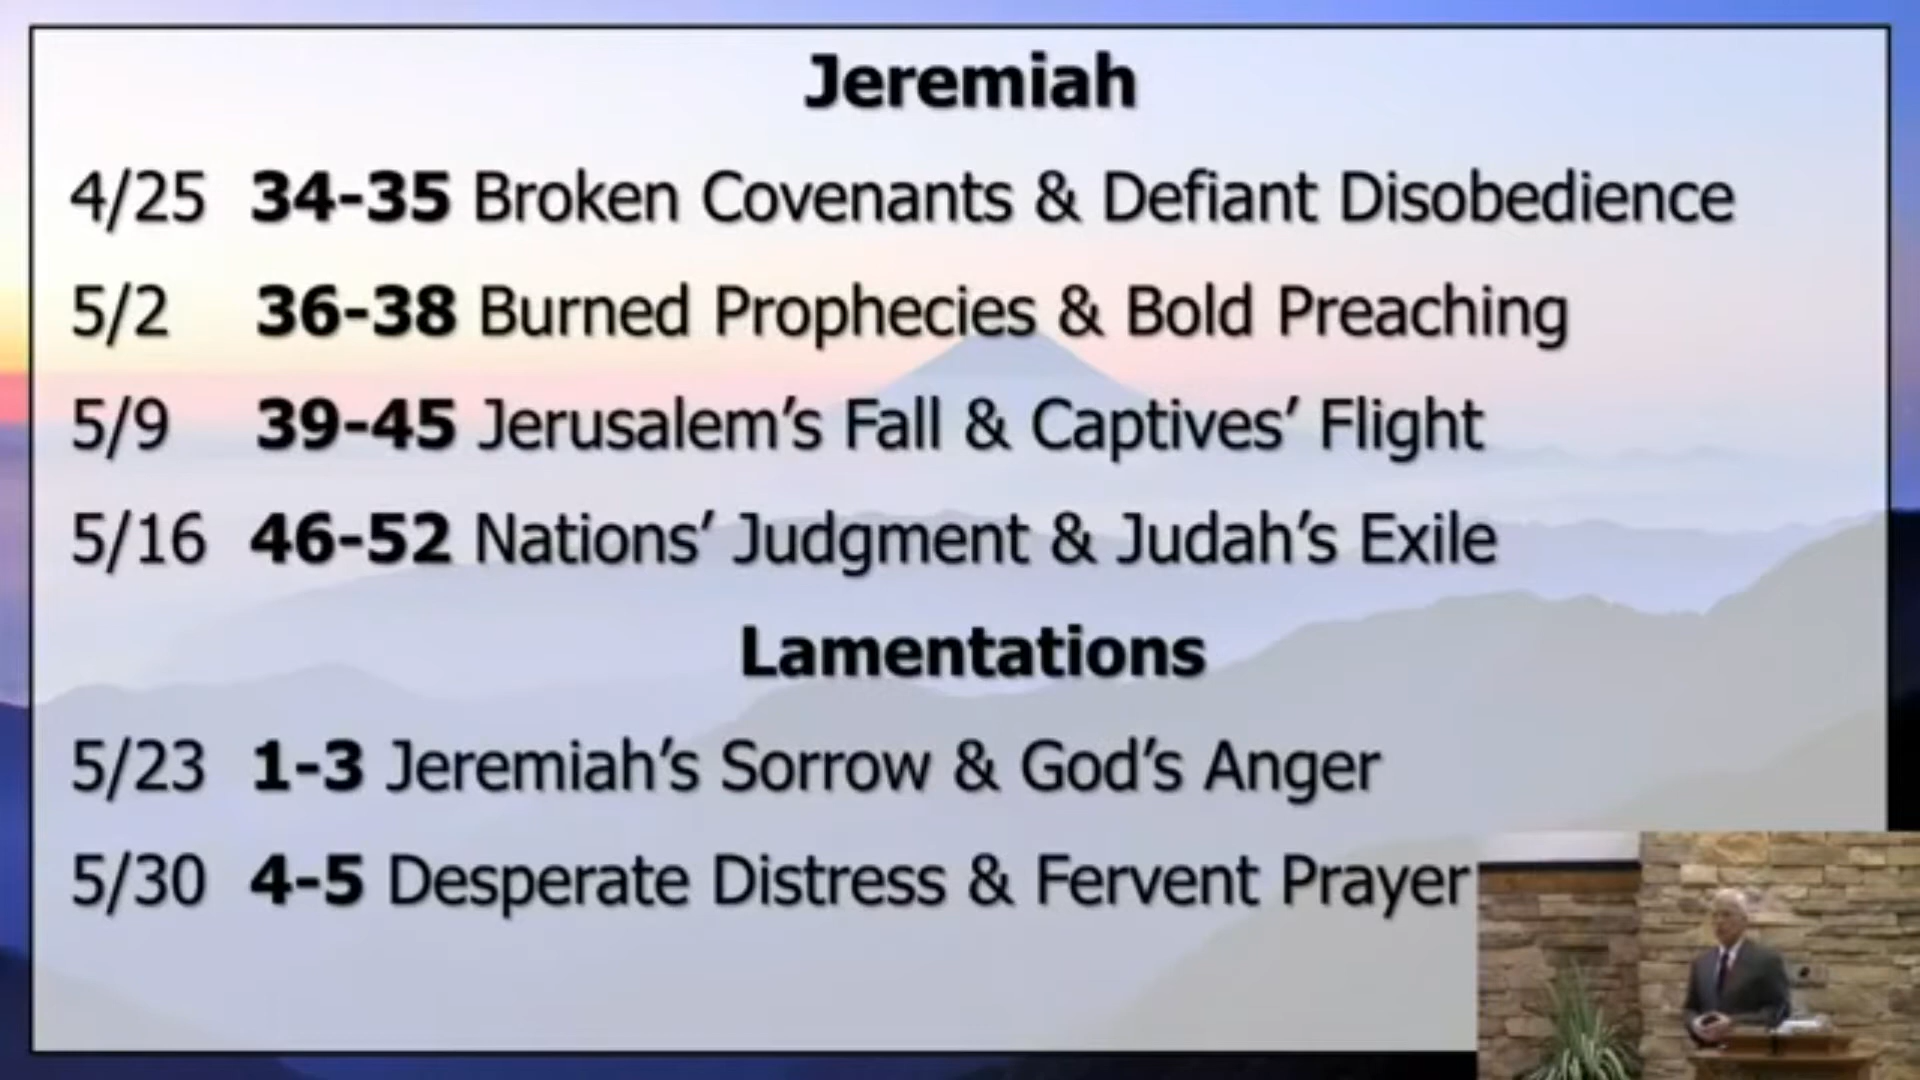 Jeremiah
4/25 34-35 Broken Covenants & Defiant Disobedience
5/2 36-38 Burned Prophecies & Bold Preaching
5/9 39-45 Jerusalem’s Fall & Captives’ Flight
5/16 46-52 Nations’ Judgment & Judah’s Exile
Lamentations
5/23 1-3 Jeremiah’s Sorrow & God’s Anger
5/30 4-5 Desperate Distress & Fervent Prayer